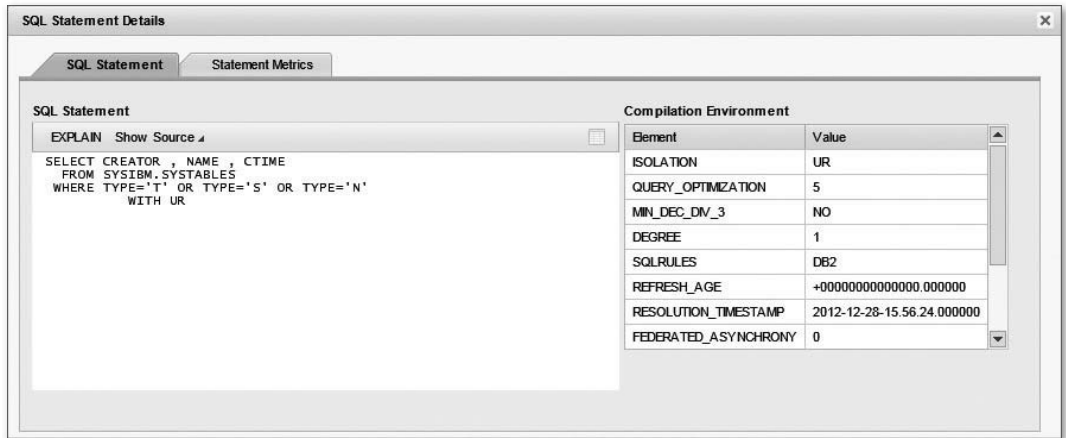 SQL Statement Details
SQL Statement Statement Metrics
SQL Statement
EXPLAIN Show Source
SELECT CREATOR , NAME , CTIME
FROM SYSIBM.SYSTABLES
WHERE TYPE='T' OR TYPE='S' OR TYPE='N'
WITH UR
Compilation Environment
Element Value
ISOLATION UR
QUERY_OPTIMIZATION 5
MIN_DEC_DIV_3 NO
DEGREE 1
SQLRULES DB2
REFRESH_AGE +00000000000000.000000
RESOLUTION_TIMESTAMP 2012-12-28-15.56.24.000000
FEDERATED_ASYNCHRONY 0